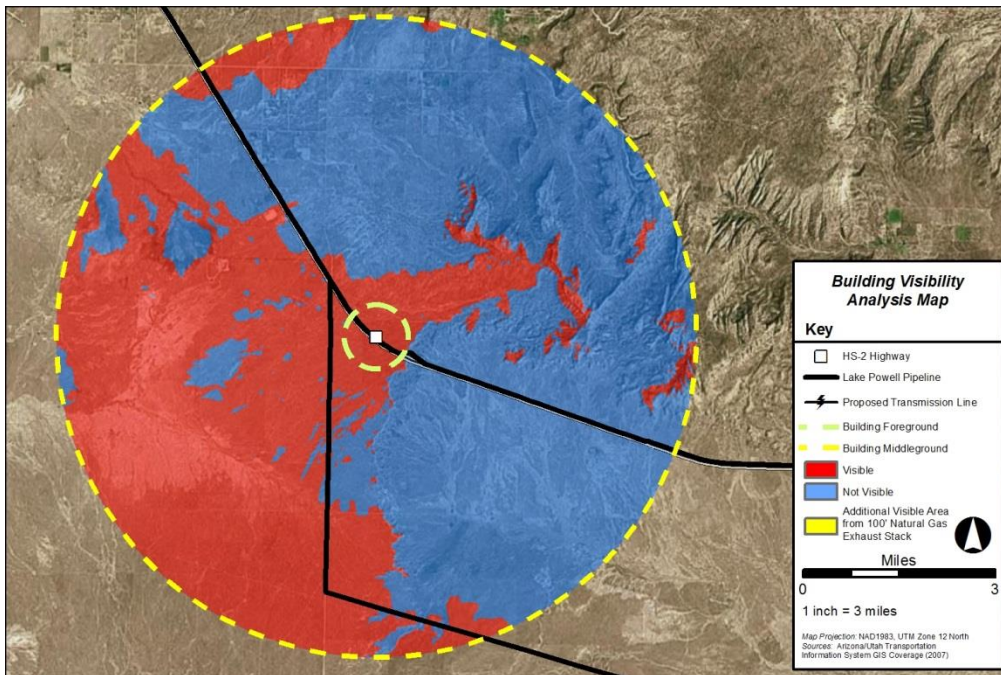 Building Visibility
Analysis Map
Key
HS-2 Highway
Lake Powell Pipeline
Proposed Transmission Line
Building Foreground
Building Middleground
Visible
Not Visible
Additional Visible Area
from 100' Natural Gas
Exhaust Stack
Miles
0 3
1 inch = 3 miles
Map Projection: NAD1983, UTM Zone 12 North
Sources: Arizona/Utah Transportation
Information System GIS Coverage (2007)